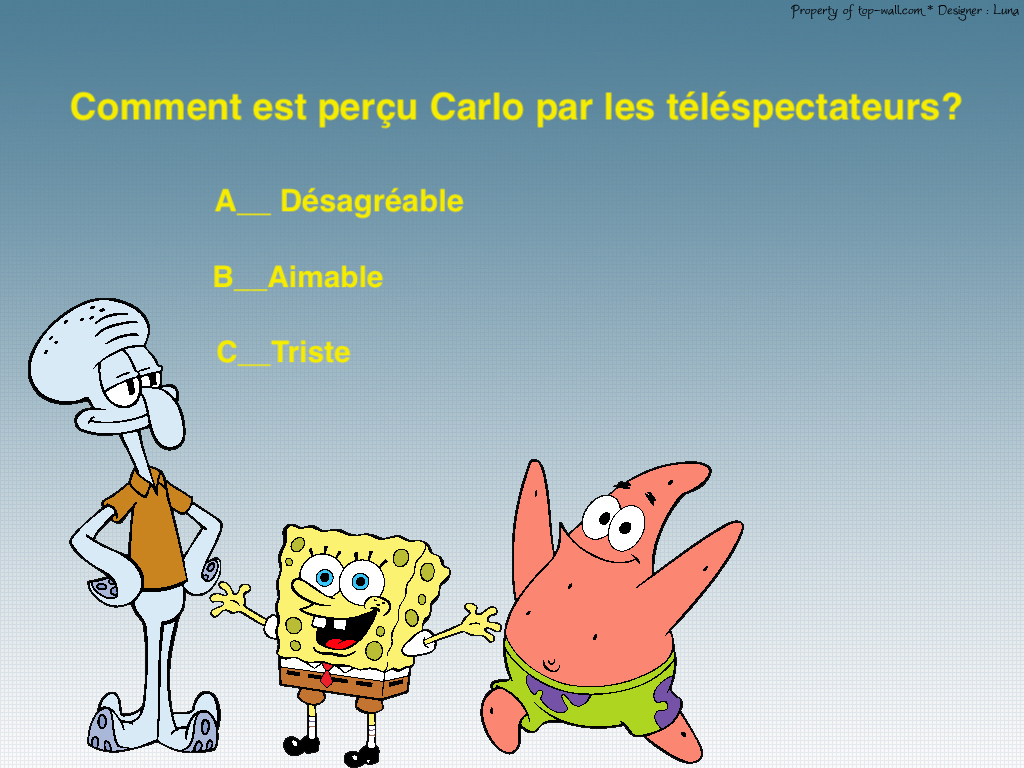 Property of top-wall.com * Designer : Luna
Comment est perçu Carlo par les téléspectateurs?
A__ Désagréable
B__Aimable
C__Triste